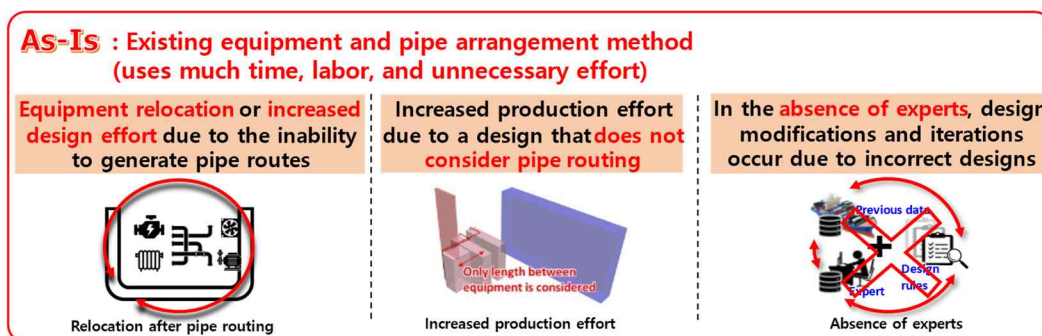 As-Is : Existing equipment and pipe arrangement method
(uses much time, labor, and unnecessary effort)
Equipment relocation or increased
design effort due to the inability
to generate pipe routes
Relocation after pipe routing
Increased production effort
due to a design that does not
consider pipe routing
Only length between
equipment is considered
Increased production effort
In the absence of experts, design
modifications and iterations
occur due to incorrect designs
Previous data
+
Design
rules
Expert
Absence of experts